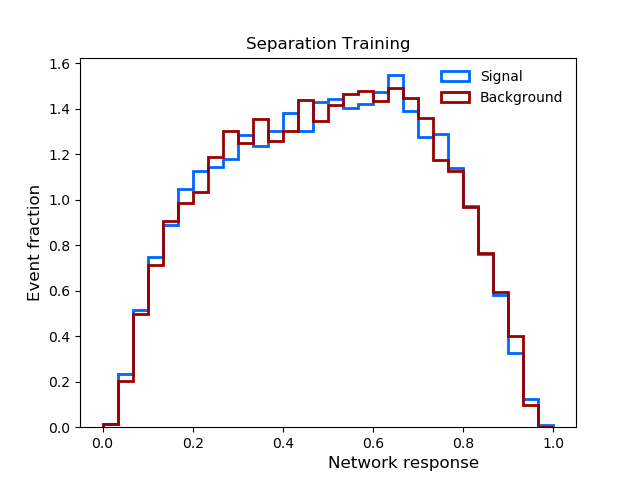 Separation Training
Signal
Background
Event fraction
1.6
1.4
1.2
1.0
0.8
0.6
0.4
0.2
0.0
0.0 0.2 0.4 0.6 0.8 1.0
Network response